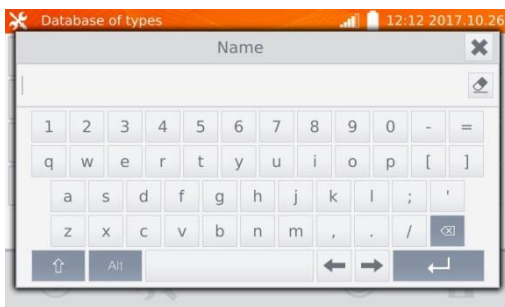 Database of types 12:12 2017.10.26
Name
1 2 3 4 5 6 7 8 9 0 - =
q w e r t y u i o p [ ]
a s d f g h j k l ; '
z x c v b n m , . /
Alt